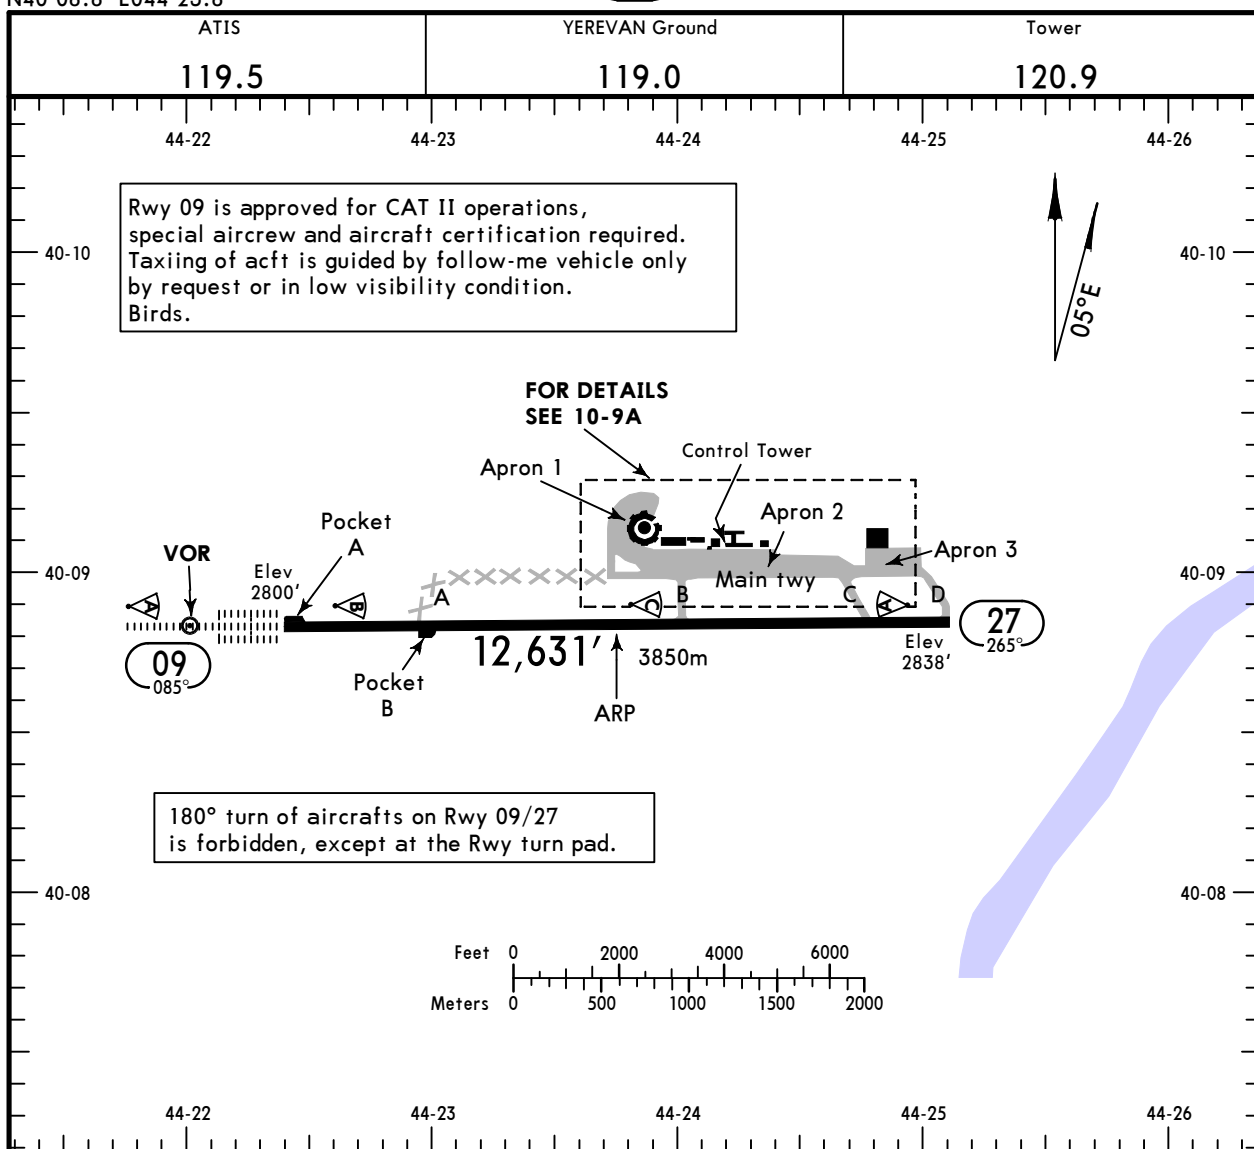 ATIS
119.5
YEREVAN Ground
119.0
Tower
120.9
44-22 44-23 44-24 44-25 44-26
Rwy 09 is approved for CAT II operations,
special aircrew and aircraft certification required.
Taxiing of acft is guided by follow-me vehicle only
by request or in low visibility condition.
Birds.
40-10 40-10
05°E
FOR DETAILS
SEE 10-9A
Control Tower
Apron 1
Apron 2
Pocket
A
VOR
Apron 3
Elev
2800'
40-09 40-09
Main twy
A B A B C C A D
09
085°
27
265°
12,631' 3850m
Elev
2838'
Pocket
B
ARP
180° turn of aircrafts on Rwy 09/27
is forbidden, except at the Rwy turn pad.
40-08 40-08
Feet 0 2000 4000 6000
Meters 0 500 1000 1500 2000
44-22 44-23 44-24 44-25 44-26